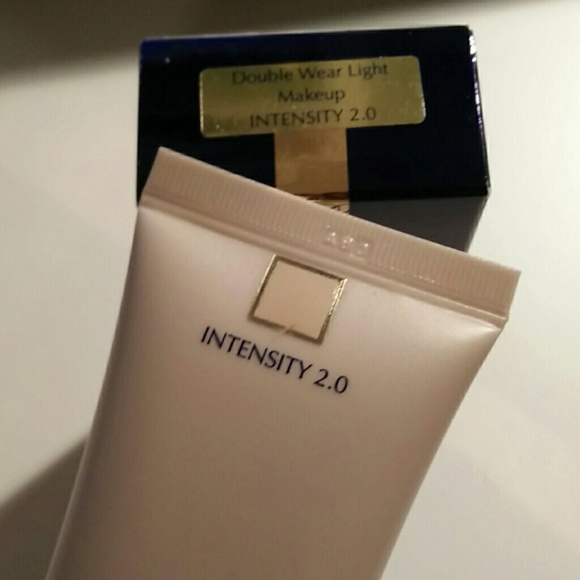 Double Wear Light
Makeup
INTENSITY 2.0
INTENSITY 2.0